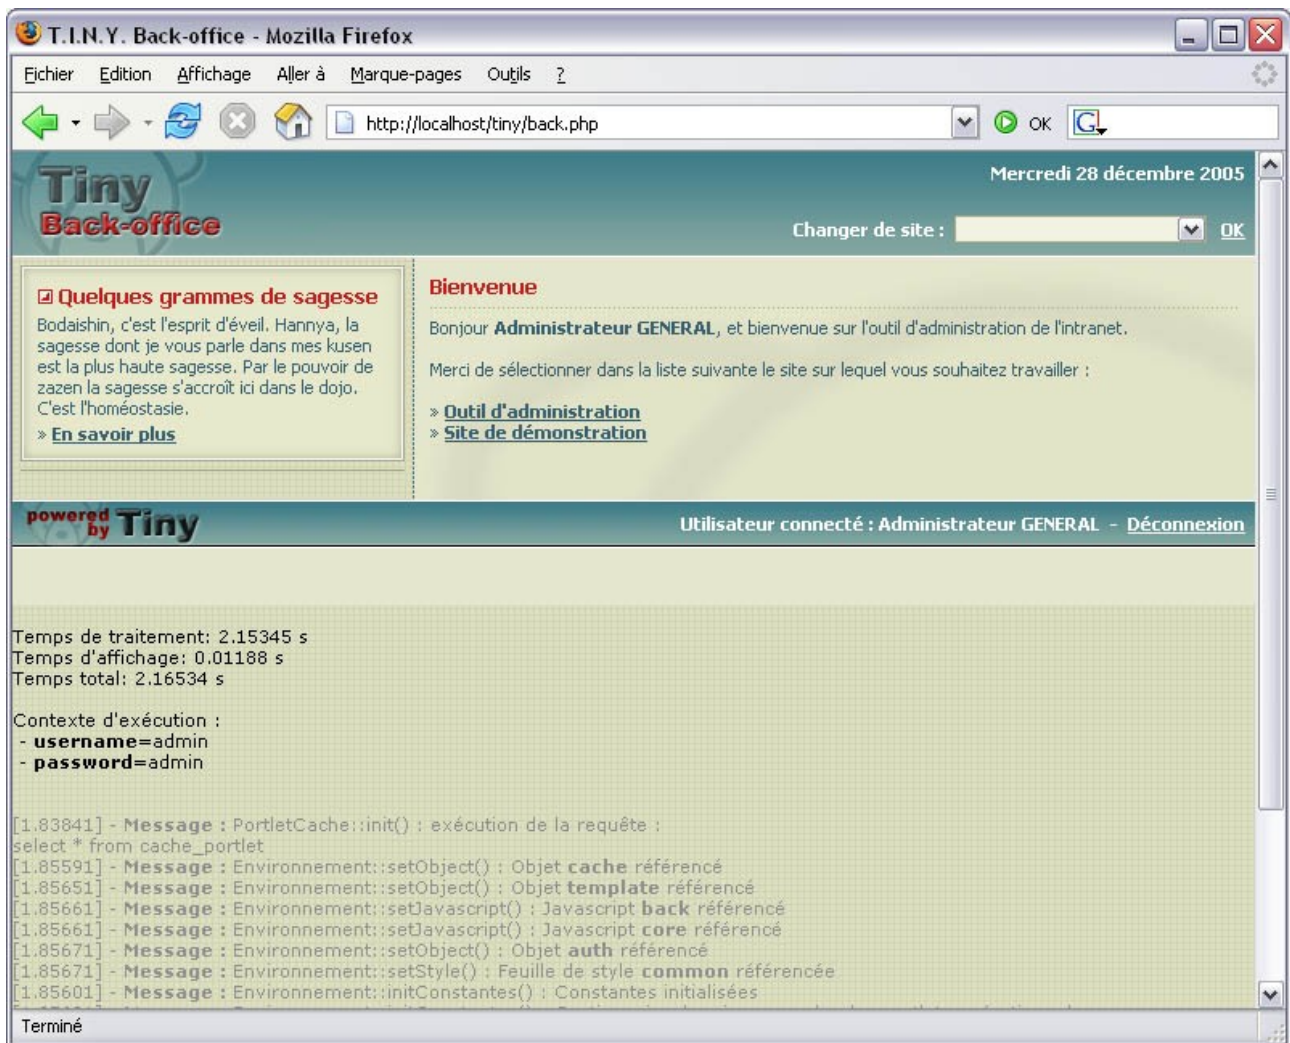 T.I.N.Y. Back-office - Mozilla Firefox
Fichier Edition Affichage Aller à Marque-pages Outils ?
http://localhost/tiny/back.php OK G
Tiny
Back-office
Mercredi 28 décembre 2005
Changer de site : OK
Quelques grammes de sagesse
Bodaishin, c'est l'esprit d'éveil. Hannya, la
sagesse dont je vous parle dans mes kusen
est la plus haute sagesse. Par le pouvoir de
zazen la sagesse s'accroît ici dans le dojo.
C'est l'homéostasie.
» En savoir plus
Bienvenue
Bonjour Administrateur GENERAL, et bienvenue sur l'outil d'administration de l'intranet.
Merci de sélectionner dans la liste suivante le site sur lequel vous souhaitez travailler :
» Outil d'administration
» Site de démonstration
powered by Tiny
Utilisateur connecté : Administrateur GENERAL - Déconnexion
Temps de traitement: 2.15345 s
Temps d'affichage: 0.01188 s
Temps total: 2.16534 s
Contexte d'exécution :
- username=admin
- password=admin
[1.83841] - Message : PortletCache::init() : exécution de la requête :
select * from cache_portlet
[1.85591] - Message : Environnement::setObject() : Objet cache référencé
[1.85651] - Message : Environnement::setObject() : Objet template référencé
[1.85661] - Message : Environnement::setJavascript() : Javascript back référencé
[1.85661] - Message : Environnement::setJavascript() : Javascript core référencé
[1.85671] - Message : Environnement::setObject() : Objet auth référencé
[1.85671] - Message : Environnement::setStyle() : Feuille de style common référencée
[1.85601] - Message : Environnement::initConstantes() : Constantes initialisées
Terminé